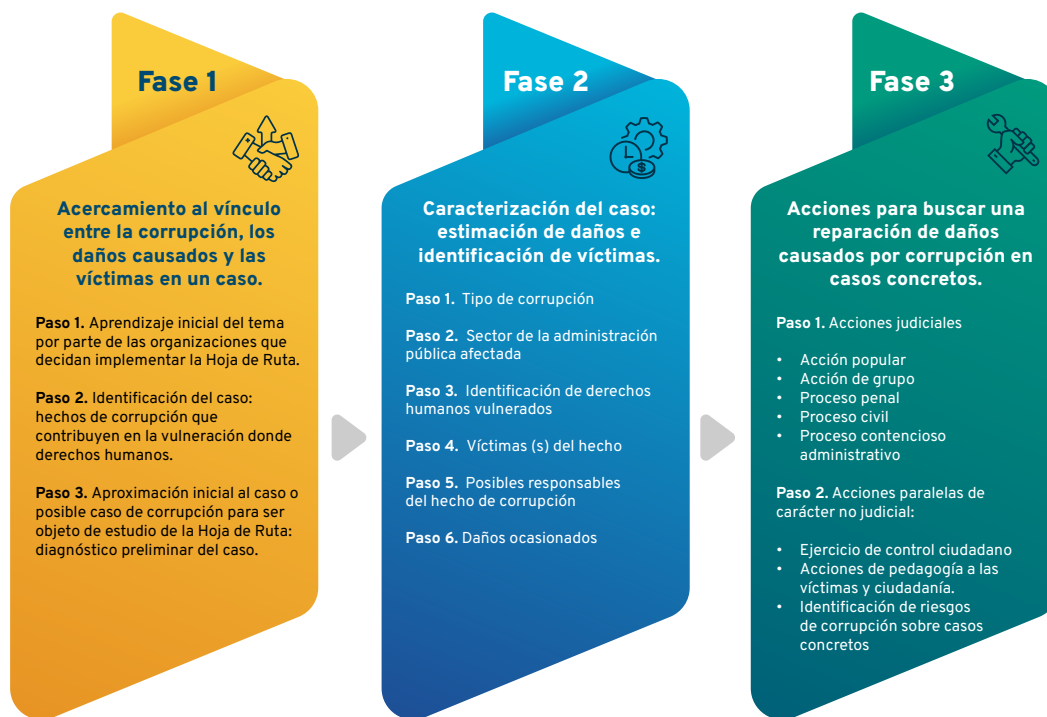 Fase 1
Acercamiento al vínculo
entre la corrupción, los
daños causados y las
víctimas en un caso.
Paso 1. Aprendizaje inicial del tema
por parte de las organizaciones que
decidan implementar la Hoja de Ruta.
Paso 2. Identificación del caso:
hechos de corrupción que
contribuyen en la vulneración donde
derechos humanos.
Paso 3. Aproximación inicial al caso o
posible caso de corrupción para ser
objeto de estudio de la Hoja de Ruta:
diagnóstico preliminar del caso.
Fase 2
$
Caracterización del caso:
estimación de daños e
identificación de víctimas.
Paso 1. Tipo de corrupción
Paso 2. Sector de la administración
pública afectada
Paso 3. Identificación de derechos
humanos vulnerados
Paso 4. Víctimas (s) del hecho
Paso 5. Posibles responsables
del hecho de corrupción
Paso 6. Daños ocasionados
Fase 3
Acciones para buscar una
reparación de daños
causados por corrupción en
casos concretos.
Paso 1. Acciones judiciales
• Acción popular
• Acción de grupo
• Proceso penal
• Proceso civil
• Proceso contencioso
administrativo
Paso 2. Acciones paralelas de
carácter no judicial:
• Ejercicio de control ciudadano
• Acciones de pedagogía a las
víctimas y ciudadanía.
• Identificación de riesgos
de corrupción sobre casos
concretos